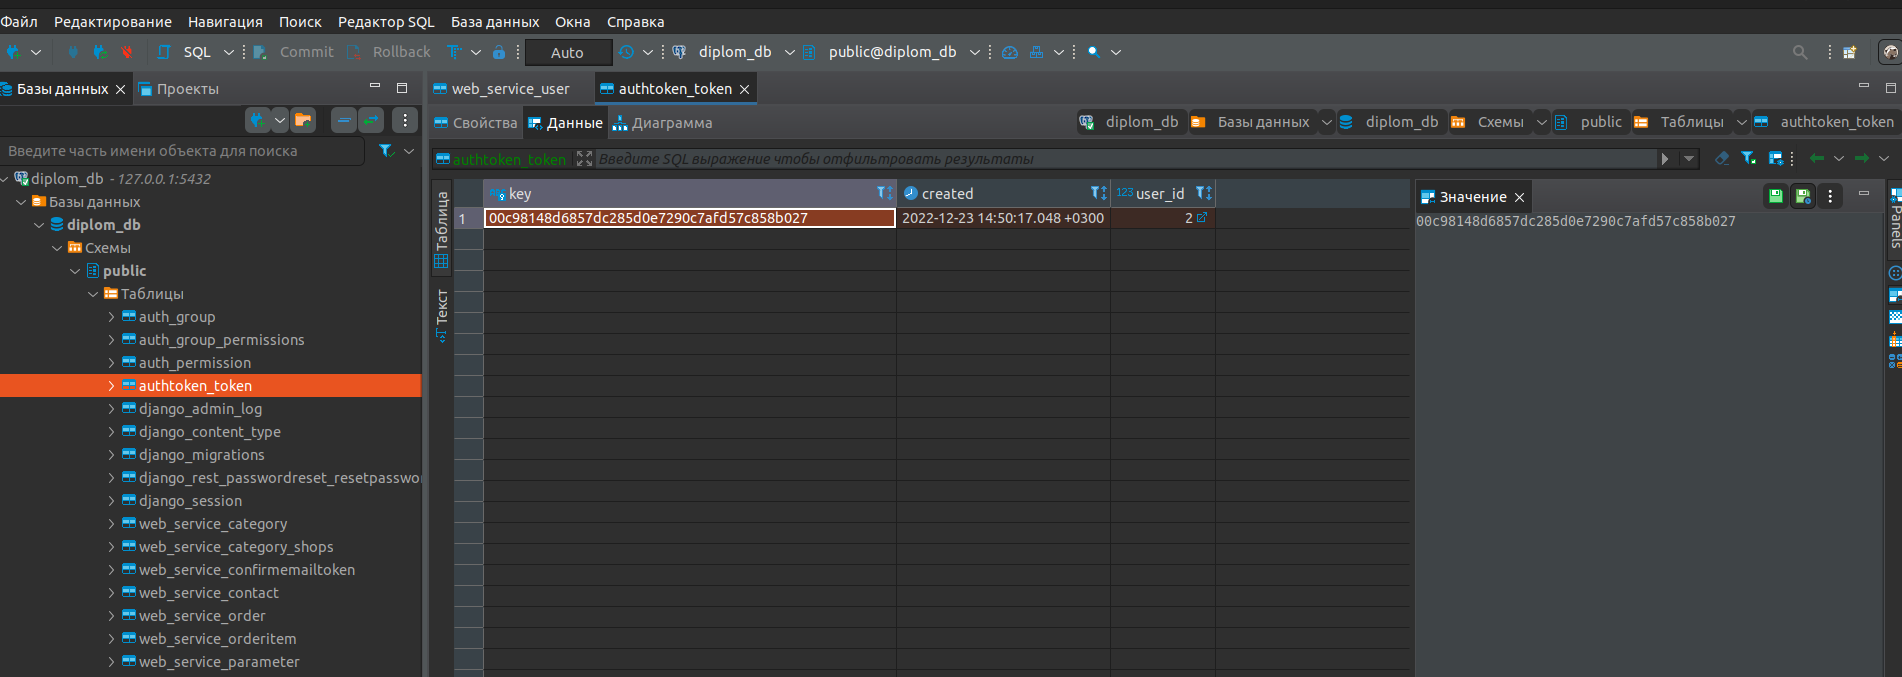 Файл Редактирование Навигация Поиск Редактор SQL База данных Окна Справка
SQL Commit Rollback Auto diplom_db public@diplom_db
Базы данных Проекты
web_service_user authtoken_token
Свойства Данные Диаграмма
diplom_db Базы данных diplom_db Схемы public Таблицы authtoken_token
Введите часть имени объекта для поиска
authtoken_token Введите SQL выражение чтобы отфильтровать результаты
diplom_db - 127.0.0.1:5432
Базы данных
diplom_db
Схемы
public
Таблицы
auth_group
auth_group_permissions
auth_permission
authtoken_token
django_admin_log
django_content_type
django_migrations
django_rest_passwordreset_resetpasswor
django_session
web_service_category
web_service_category_shops
web_service_confirmemailtoken
web_service_contact
web_service_order
web_service_orderitem
web_service_parameter
Таблица
Текст
key created 123 user_id
1 00c98148d6857dc285d0e7290c7afd57c858b027 2022-12-23 14:50:17.048 +0300 2
Значение
00c98148d6857dc285d0e7290c7afd57c858b027
Panels